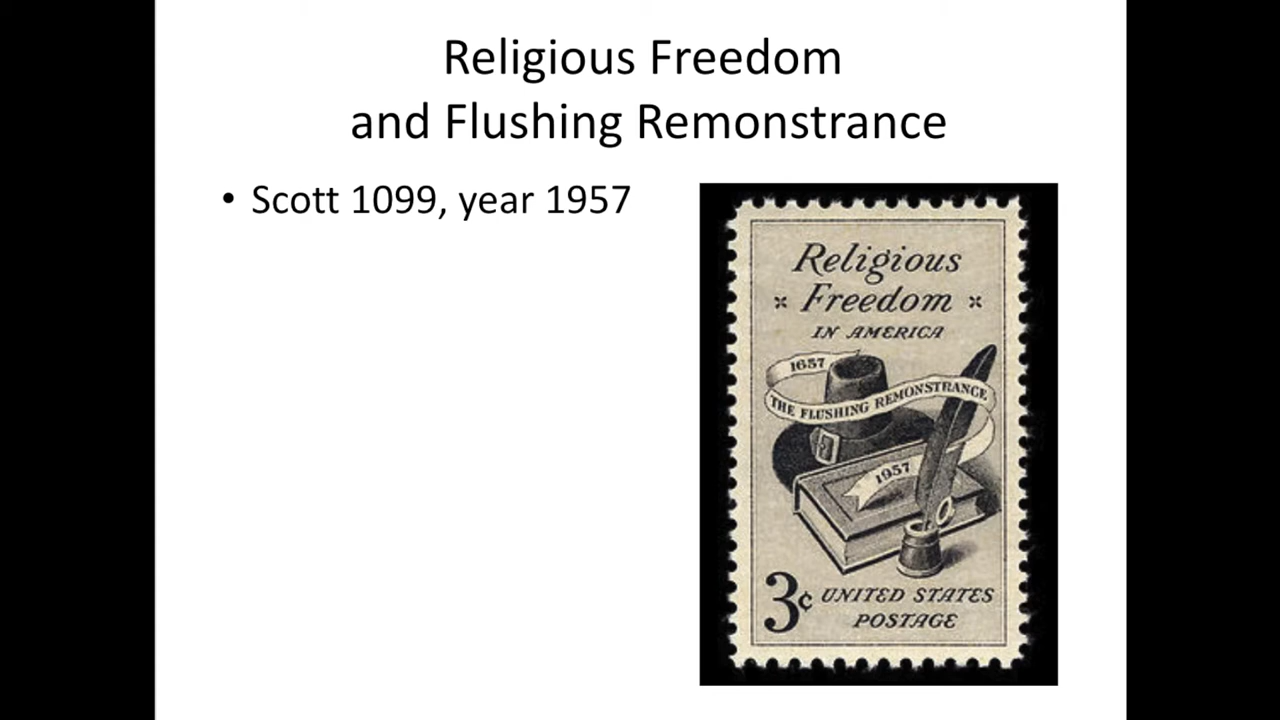 Religious Freedom
and Flushing Remonstrance
• Scott 1099, year 1957
Religious
Freedom
IN AMERICA
1657
THE FLUSHING REMONSTRANCE
1957
3¢ UNITED STATES
POSTAGE